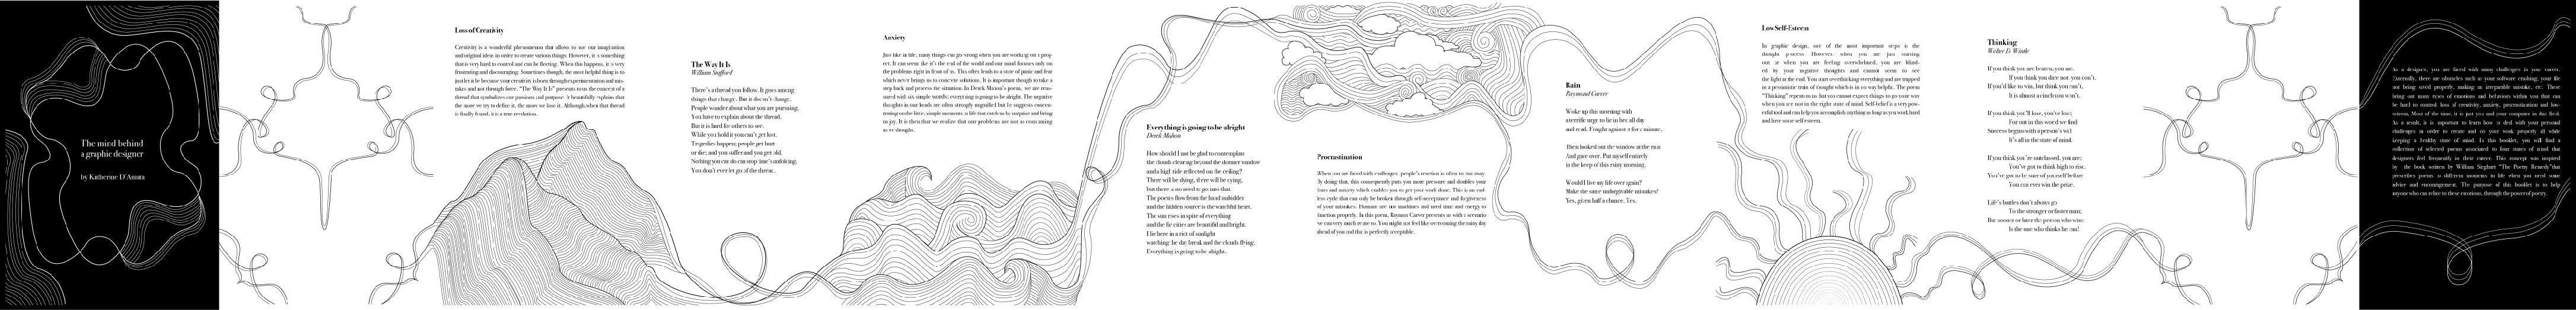 The mind behind
a graphic designer
by Katherine D'Amata
Loss of Creativity
Creativity is a wonderful phenomenon that allows to use our imagination
and original ideas in order to create various things. However, it is something
that is very hard to control and can be fleeting. When this happens, it is very
frustrating and discouraging. Sometimes though, the most helpful thing is to
just let it be because your creativity is born through experimentation and mis-
takes and not through force. "The Way It Is" presents to us the concept of a
thread that symbolizes our passions and purpose. It beautifully explains that
the more we try to define it, the more we lose it. Although, when that thread
is finally found, it is a true revelation.
The Way It Is
William Stafford
There's a thread you follow. It goes among
things that change. But it doesn't change.
People wonder about what you are pursuing.
You have to explain about the thread.
But it is hard for others to see.
While you hold it you can't get lost.
Tragedies happen; people get hurt
or die; and you suffer and get old.
Nothing you do can stop time's unfolding.
You don't ever let go of the thread.
Anxiety
Just like in life, many things can go wrong when you are working on a proj-
ect. It can seem like it's the end of the world and our mind focuses only on
the problems right in front of us. This often leads to a state of panic and fear
which never brings us to concrete solutions. It is important though to take a
step back and process the situation. In Derek Mahon's poem, we are reas-
sured with six simple words: everything is going to be alright. The negative
thoughts in our heads are often strongly magnified but he suggests concen-
trating on the little, simple moments in life that catch us by surprise and bring
us joy. It is then that we realize that our problems are not as consuming
as we thought.
Everything is going to be alright
Derek Mahon
How should I not be glad to contemplate
the clouds clearing beyond the dormer window
and a high tide reflected on the ceiling?
There will be dying, there will be dying,
but there is no need to go into that.
The poems flow from the hand unbidden
and the hidden source is the watchful heart.
The sun rises in spite of everything
and the far cities are beautiful and bright.
I lie here in a riot of sunlight
watching the day break and the clouds flying.
Everything is going to be alright.
Procrastination
When you are faced with challenges, people's reaction is often to run away.
By doing that, this consequently puts you more pressure and doubles your
fears and anxiety which enables you to get your work done. This is an end-
less cycle that can only be broken through self-acceptance and forgiveness
of your mistakes. Humans are not machines and need time and energy to
function properly. In this poem, Raymon Carver presents us with a scenario
we can very much relate to. You might not feel like overcoming the rainy day
ahead of you and that is perfectly acceptable.
Rain
Raymond Carver
Woke up this morning with
a terrific urge to lie in bed all day
and read. Fought against it for a minute.
Then looked out the window at the rain
And gave over. Put myself entirely
in the keep of this rainy morning.
Would I live my life over again?
Make the same unforgivable mistakes?
Yes, given half a chance. Yes.
Low Self-Esteem
In graphic design, one of the most important steps is the
thought process. However, when you are just starting
out or when you are feeling overwhelmed, you are blind-
ed by your negative thoughts and cannot seem to see
the light at the end. You start overthinking everything and are trapped
in a pessimistic train of thought which is in no way helpful. The poem
"Thinking" repeats to us that you cannot expect things to go your way
when you are not in the right state of mind. Self-belief is a very pow-
erful tool and can help you accomplish anything as long as you work hard
and have some self-esteem.
Thinking
Walter D. Wintle
If you think you are beaten, you are;
If you think you dare not, you can't,
If you'd like to win, but think you can't,
It is almost a cinch you won't.
If you think you'll lose, you've lose;
For out in this word we find
Success begins with a person's will
It's all in the state of mind.
If you think you're outclassed, you are;
You've got to think high to rise.
You've got to be sure of yourself before
You can ever win the prize.
Life's battles don't always go
To the stronger or faster man;
But sooner or later the person who wins
Is the one who thinks he can!
As a designer, you are faced with many challenges in your career.
Externally, there are obstacles such as your software crashing, your file
not being saved properly, making an irreparable mistake, etc. These
bring out many types of emotions and behaviors within you that can
be hard to control: loss of creativity, anxiety, procrastination and low-
esteem. Most of the time, it is just you and your computer in this field.
As a result, it is important to learn how to deal with your personal
challenges in order to create and do your work properly all while
keeping a healthy state of mind. In this booklet, you will find a
collection of selected poems associated to four states of mind that
designers feel frequently in their career. This concept was inspired
by the book written by William Sieghart "The Poetry Remedy" that
prescribes poems to different moments in life when you need some
advice and encouragement. The purpose of this booklet is to help
anyone who can relate to these emotions, through the power of poetry.